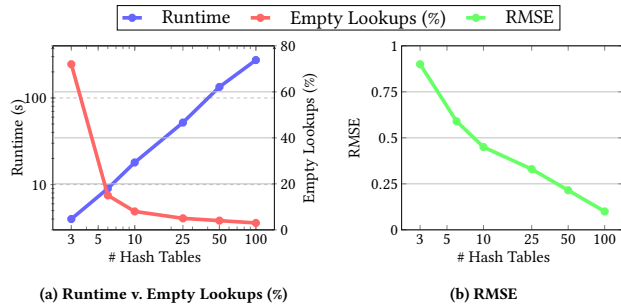 Runtime Empty Lookups (%) RMSE
80
60
40
20
0
100
10
Runtime (s)
Empty Lookups (%)
3 5 10 25 50 100
# Hash Tables
(a) Runtime v. Empty Lookups (%)
1
0.75
0.5
0.25
0
RMSE
3 5 10 25 50 100
# Hash Tables
(b) RMSE